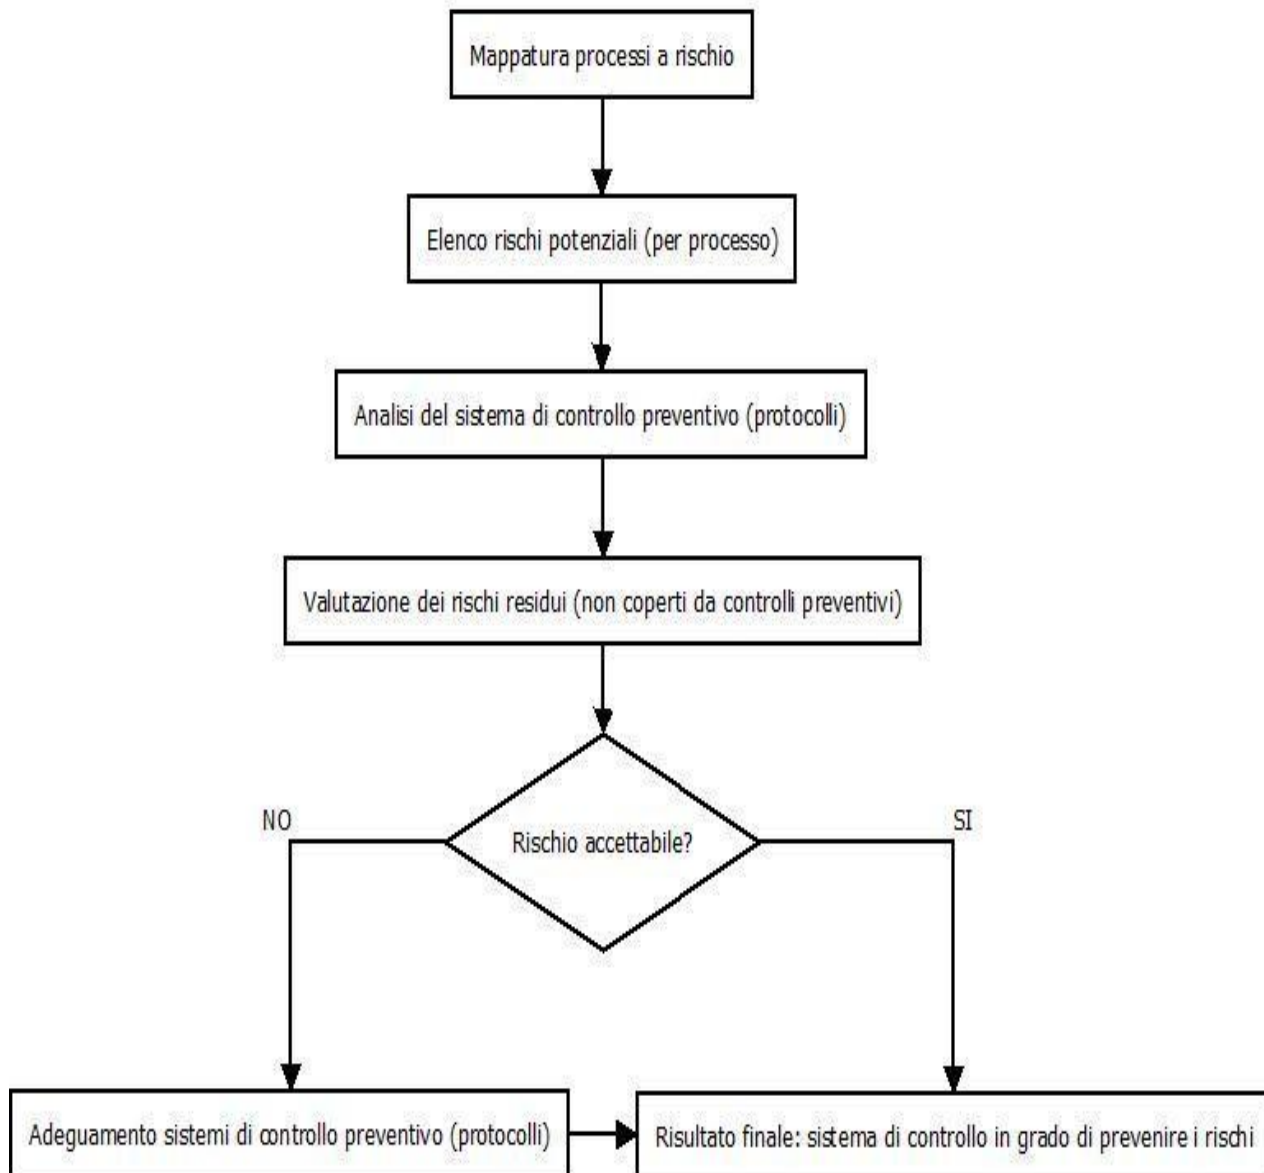 Mappatura processi a rischio
Elenco rischi potenziali (per processo)
Analisi del sistema di controllo preventivo (protocolli)
Valutazione dei rischi residui (non coperti da controlli preventivi)
Rischio accettabile?
NO
SI
Adeguamento sistemi di controllo preventivo (protocolli)
Risultato finale: sistema di controllo in grado di prevenire i rischi